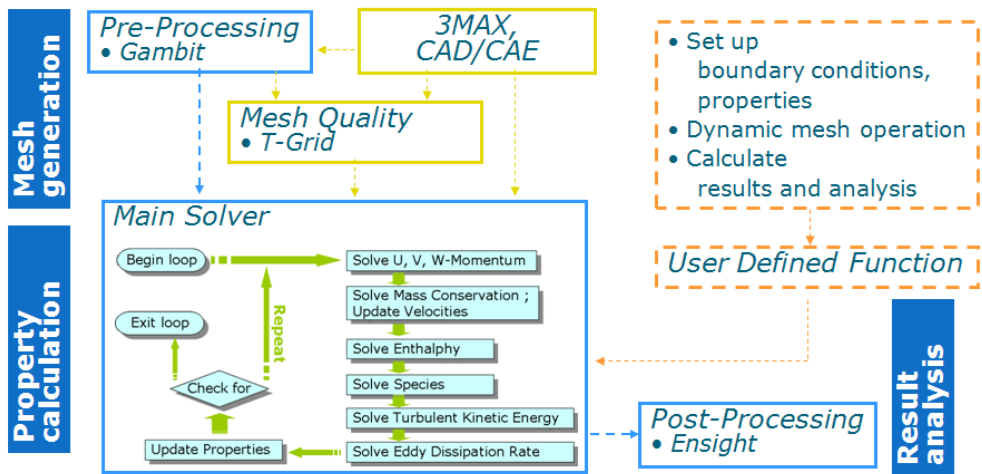 Mesh
generation
Pre-Processing
• Gambit
3MAX,
CAD/CAE
Mesh Quality
• T-Grid
• Set up
boundary conditions,
properties
• Dynamic mesh operation
• Calculate
results and analysis
User Defined Function
Property
calculation
Main Solver
Begin loop
Exit loop
Repeat
Check for
Update Properties
Solve U, V, W-Momentum
Solve Mass Conservation ;
Update Velocities
Solve Enthalphy
Solve Species
Solve Turbulent Kinetic Energy
Solve Eddy Dissipation Rate
Post-Processing
• Ensight
Result
analysis